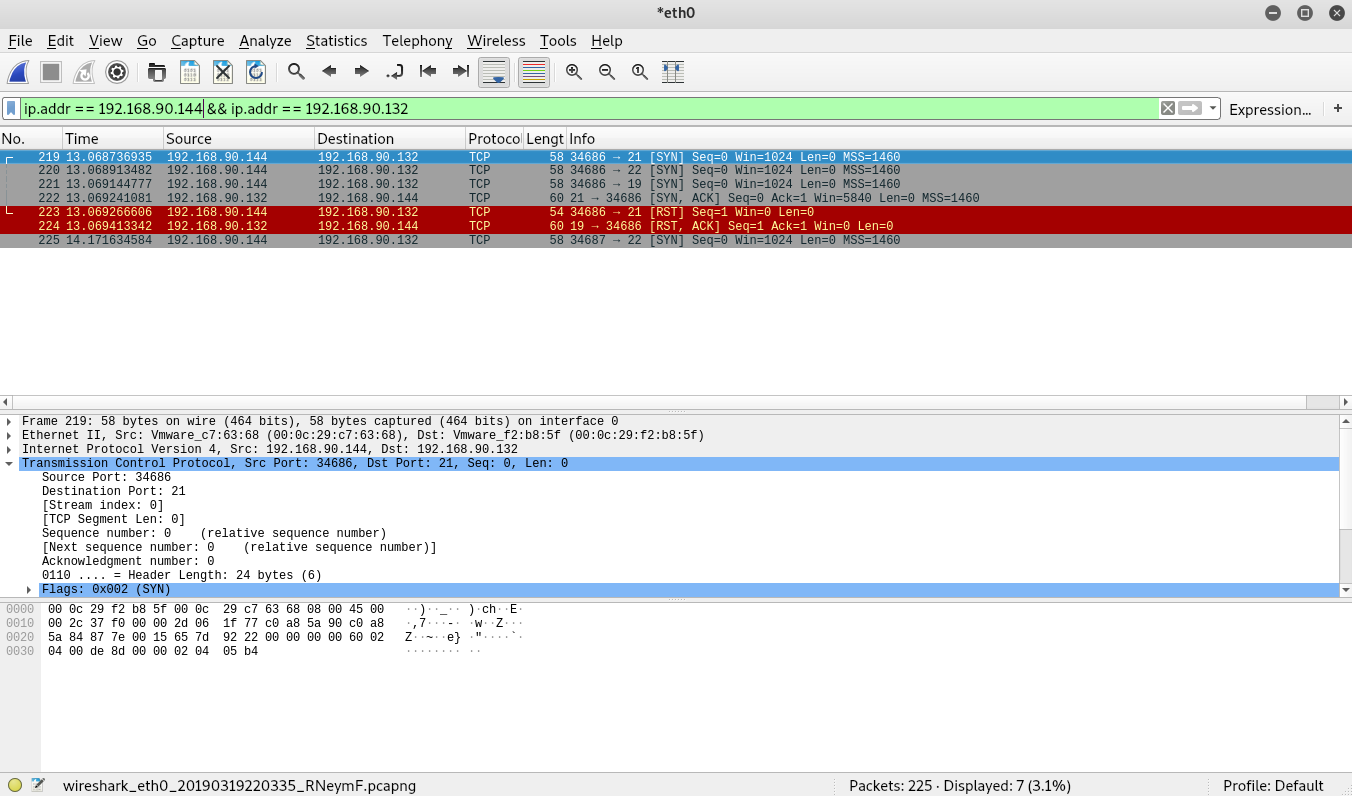 *eth0
File Edit View Go Capture Analyze Statistics Telephony Wireless Tools Help
ip.addr == 192.168.90.144 && ip.addr == 192.168.90.132 Expression... +
No. Time Source Destination Protoco Lengt Info
219 13.068736935 192.168.90.144 192.168.90.132 TCP 58 34686 → 21 [SYN] Seq=0 Win=1024 Len=0 MSS=1460
220 13.068913482 192.168.90.144 192.168.90.132 TCP 58 34686 → 22 [SYN] Seq=0 Win=1024 Len=0 MSS=1460
221 13.069144777 192.168.90.144 192.168.90.132 TCP 58 34686 → 19 [SYN] Seq=0 Win=1024 Len=0 MSS=1460
222 13.069241081 192.168.90.132 192.168.90.144 TCP 60 21 → 34686 [SYN, ACK] Seq=0 Ack=1 Win=5840 Len=0 MSS=1460
223 13.069266606 192.168.90.144 192.168.90.132 TCP 54 34686 → 21 [RST] Seq=1 Win=0 Len=0
224 13.069413342 192.168.90.132 192.168.90.144 TCP 60 19 → 34686 [RST, ACK] Seq=1 Ack=1 Win=0 Len=0
225 14.171634584 192.168.90.144 192.168.90.132 TCP 58 34687 → 22 [SYN] Seq=0 Win=1024 Len=0 MSS=1460
Frame 219: 58 bytes on wire (464 bits), 58 bytes captured (464 bits) on interface 0
Ethernet II, Src: Vmware_c7:63:68 (00:0c:29:c7:63:68), Dst: Vmware_f2:b8:5f (00:0c:29:f2:b8:5f)
Internet Protocol Version 4, Src: 192.168.90.144, Dst: 192.168.90.132
Transmission Control Protocol, Src Port: 34686, Dst Port: 21, Seq: 0, Len: 0
Source Port: 34686
Destination Port: 21
[Stream index: 0]
[TCP Segment Len: 0]
Sequence number: 0 (relative sequence number)
[Next sequence number: 0 (relative sequence number)]
Acknowledgment number: 0
0110 .... = Header Length: 24 bytes (6)
Flags: 0x002 (SYN)
0000 00 0c 29 f2 b8 5f 00 0c 29 c7 63 68 08 00 45 00 ··)··_·· )·ch··E·
0010 00 2c 37 f0 00 00 2d 06 1f 77 c0 a8 5a 90 c0 a8 ·,7···-· ·w··Z···
0020 5a 84 87 7e 00 15 65 7d 92 22 00 00 00 00 60 02 Z··~··e} ·"····`·
0030 04 00 de 8d 00 00 02 04 05 b4 ········ ··
wireshark_eth0_20190319220335_RNeymF.pcapng Packets: 225 · Displayed: 7 (3.1%) Profile: Default